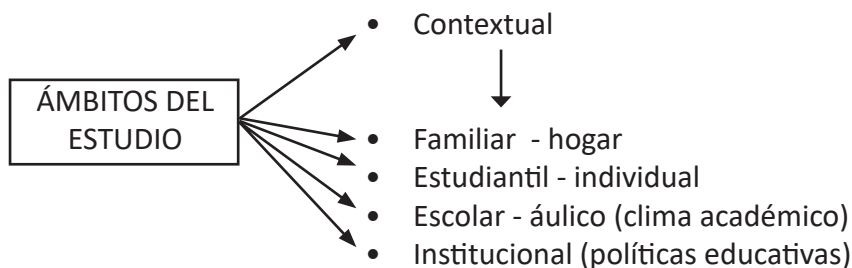 ÁMBITOS DEL
ESTUDIO
• Contextual
• Familiar - hogar
• Estudiantil - individual
• Escolar - áulico (clima académico)
• Institucional (políticas educativas)